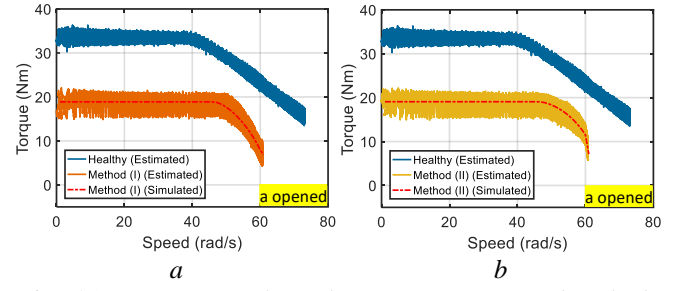 40
30
20
10
0
Torque (Nm)
Healthy (Estimated)
Method (I) (Estimated)
Method (I) (Simulated)
a opened
0 20 40 60 80
Speed (rad/s)
a
40
30
20
10
0
Torque (Nm)
Healthy (Estimated)
Method (II) (Estimated)
Method (II) (Simulated)
a opened
0 20 40 60 80
Speed (rad/s)
b